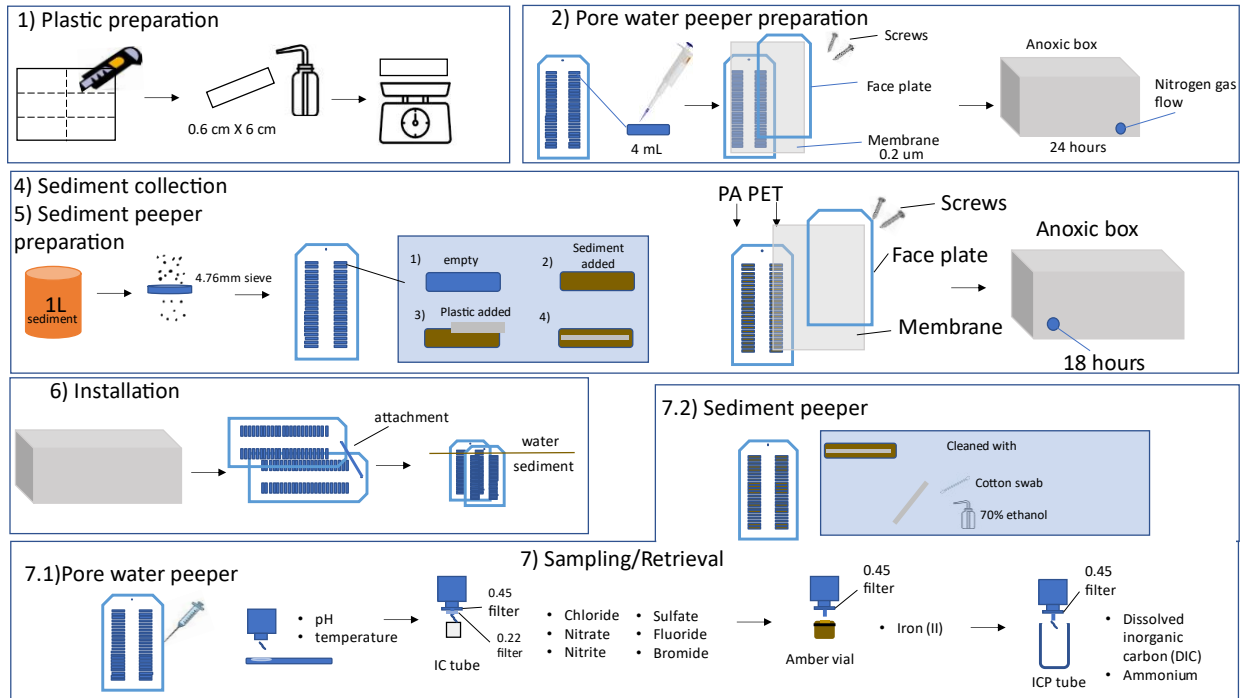 1) Plastic preparation
0.6 cm X 6 cm
2) Pore water peeper preparation
Screws
Face plate
4 mL
Membrane
0.2 um
Anoxic box
Nitrogen gas
flow
24 hours
4) Sediment collection
5) Sediment peeper
preparation
1L
sediment
4.76mm sieve
1)
empty
2)
Sediment
added
3)
Plastic added
4)
PA PET
Screws
Face plate
Membrane
Anoxic box
18 hours
6) Installation
attachment
water
sediment
7.2) Sediment peeper
Cleaned with
Cotton swab
70% ethanol
7) Sampling/Retrieval
7.1)Pore water peeper
• pH
• temperature
0.45
filter
0.22
filter
IC tube
• Chloride
• Nitrate
• Nitrite
• Sulfate
• Fluoride
• Bromide
0.45
filter
Amber vial
• Iron (II)
0.45
filter
ICP tube
• Dissolved
inorganic
carbon (DIC)
• Ammonium